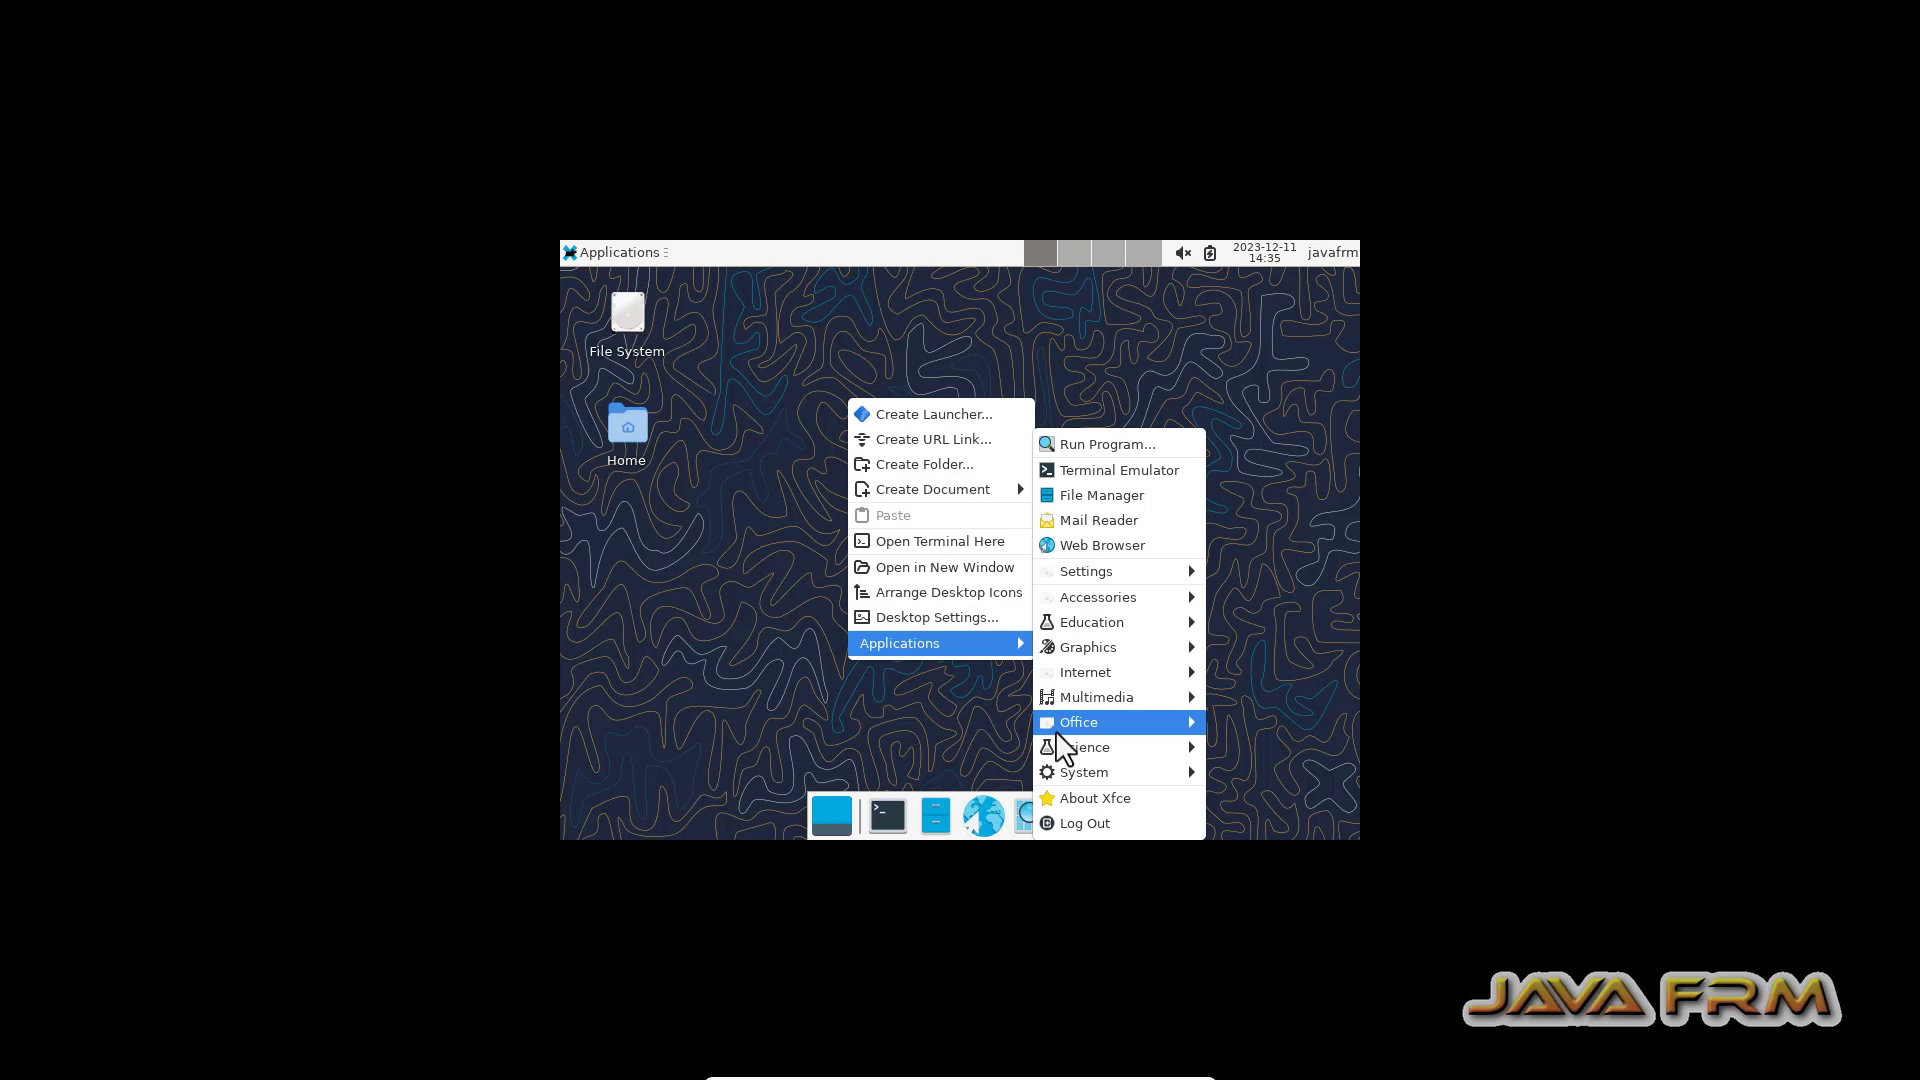 Applications
2023-12-11
14:35
javafrm
File System
Home
Create Launcher...
Create URL Link...
Create Folder...
Create Document
Paste
Open Terminal Here
Open in New Window
Arrange Desktop Icons
Desktop Settings...
Applications
Run Program...
Terminal Emulator
File Manager
Mail Reader
Web Browser
Settings
Accessories
Education
Graphics
Internet
Multimedia
Office
System
About Xfce
Log Out
JAVA FRM